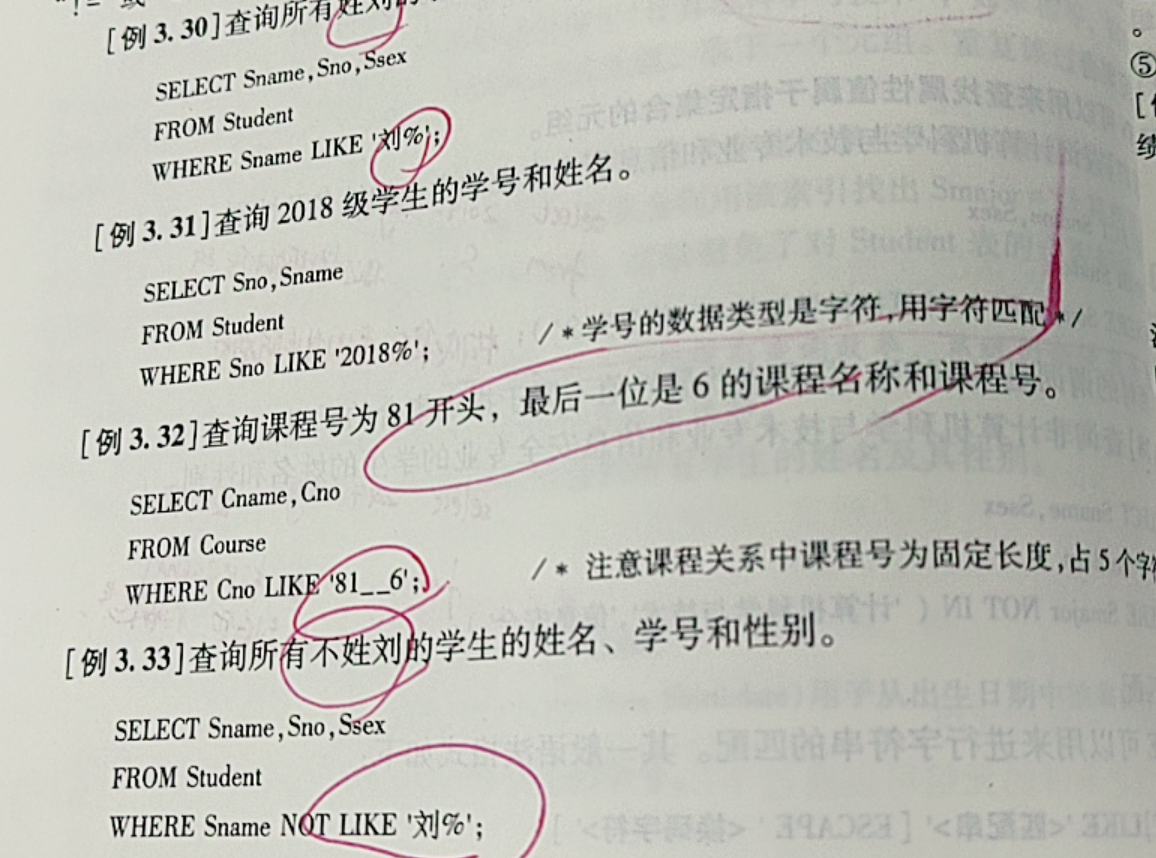 [例 3.30]查询所有姓刘
SELECT Sname,Sno,Ssex
FROM Student
WHERE Sname LIKE '刘%';
[例 3.31]查询 2018 级学生的学号和姓名。
SELECT Sno,Sname
FROM Student
WHERE Sno LIKE '2018%'; /*学号的数据类型是字符,用字符匹配*/
[例 3.32]查询课程号为 81 开头，最后一位是 6 的课程名称和课程号。
SELECT Cname,Cno
FROM Course
WHERE Cno LIKE '81__6'; /* 注意课程关系中课程号为固定长度,占 5 个字
[例 3.33]查询所有不姓刘的学生的姓名、学号和性别。
SELECT Sname,Sno,Ssex
FROM Student
WHERE Sname NOT LIKE '刘%';
⑤